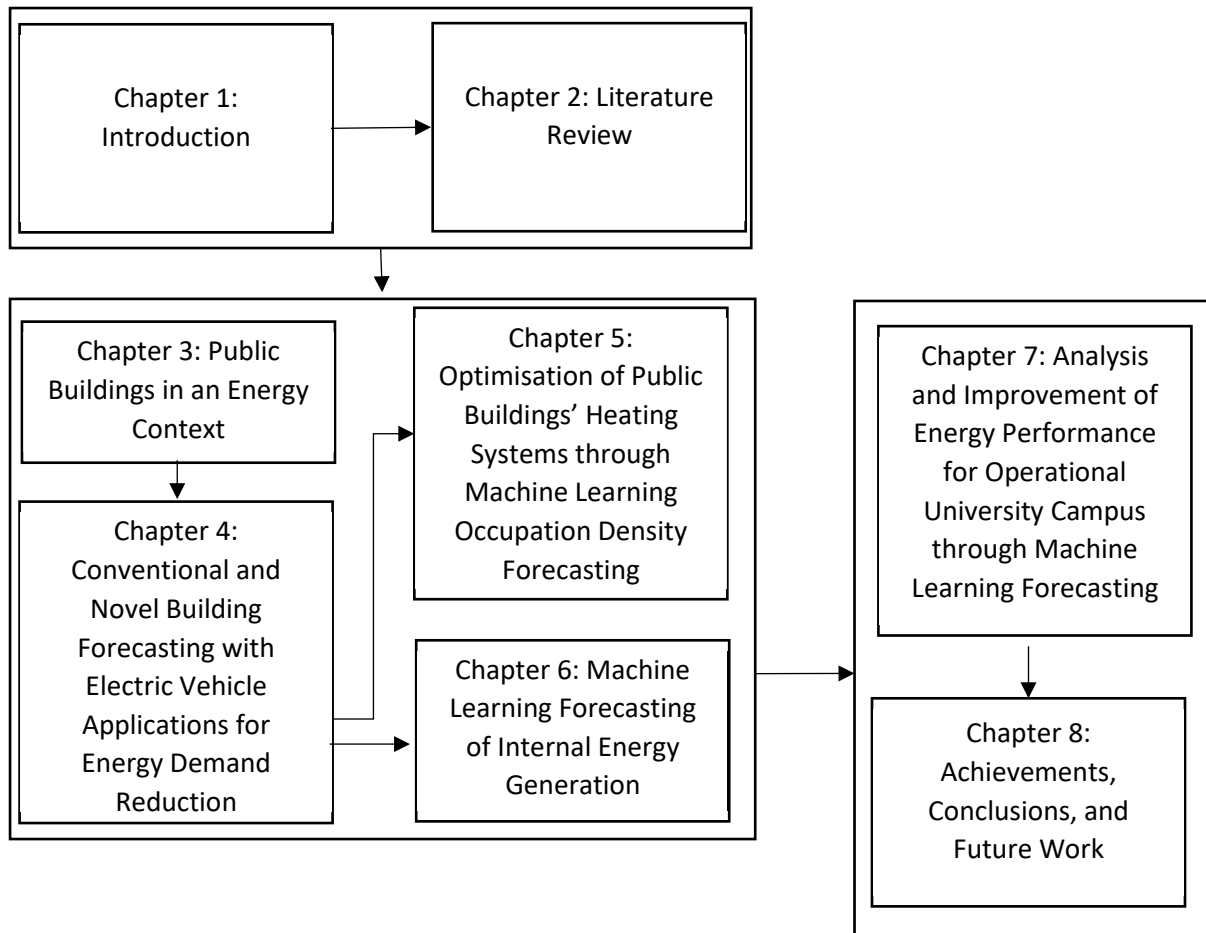 Chapter 1:
Introduction
Chapter 2: Literature
Review
Chapter 3: Public
Buildings in an Energy
Context
Chapter 4:
Conventional and
Novel Building
Forecasting with
Electric Vehicle
Applications for
Energy Demand
Reduction
Chapter 5:
Optimisation of Public
Buildings’ Heating
Systems through
Machine Learning
Occupation Density
Forecasting
Chapter 6: Machine
Learning Forecasting
of Internal Energy
Generation
Chapter 7: Analysis
and Improvement of
Energy Performance
for Operational
University Campus
through Machine
Learning Forecasting
Chapter 8:
Achievements,
Conclusions, and
Future Work